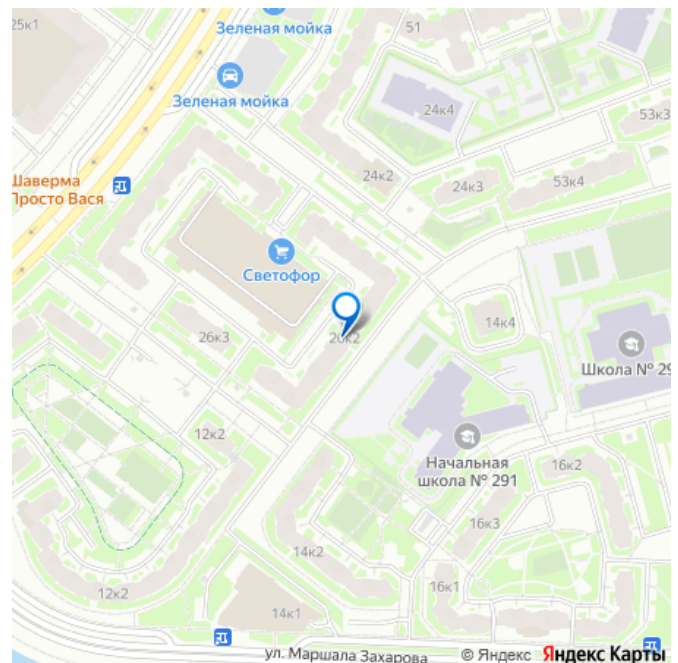 25к1
51
Зеленая мойка
Зеленая мойка
24к4
53к3
Шаверма
Просто Вася
24к2
24к3
53к4
Светофор
26к3
26к2
14к4
Школа № 29
12к2
Начальная
школа № 291
16к2
16к3
14к2
12к2
16к1
14к1
ул. Маршала Захарова
© Яндекс Яндекс Карты